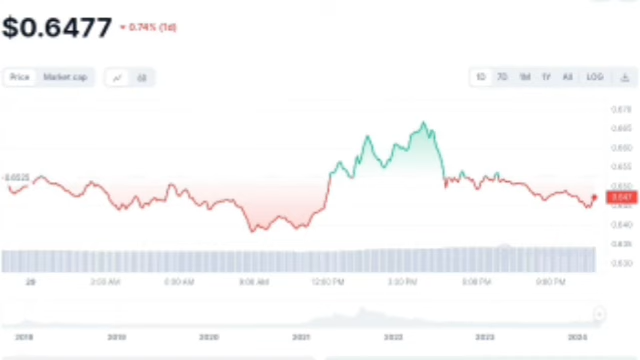 $0.6477 ▾ 0.74% (1d)
Price Market cap
1D 7D 1M 1Y All LOG
0.670
0.665
0.660
0.655
0.650
0.647
0.640
0.635
0.630
29 3:00 AM 6:00 AM 9:00 AM 12:00 PM 3:00 PM 6:00 PM 9:00 PM
2018 2019 2020 2021 2022 2023 2024